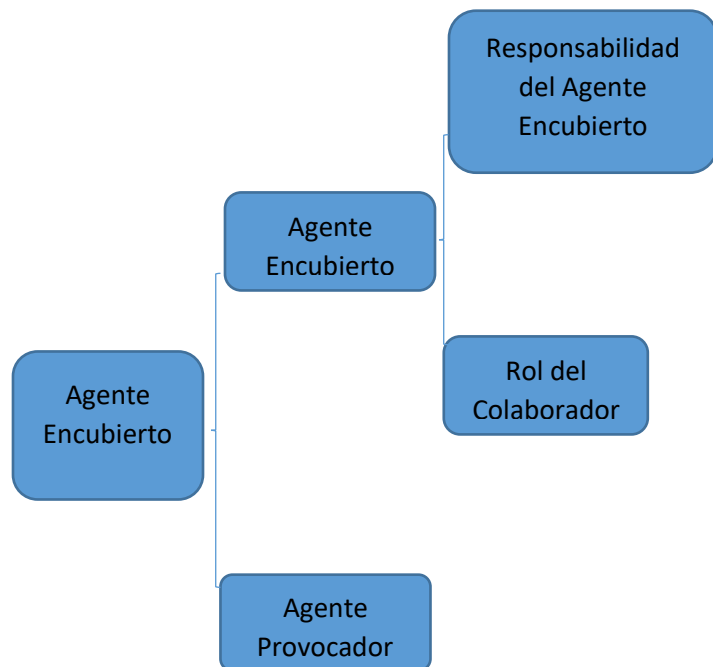 Responsabilidad
del Agente
Encubierto
Agente
Encubierto
Rol del
Colaborador
Agente
Encubierto
Agente
Provocador